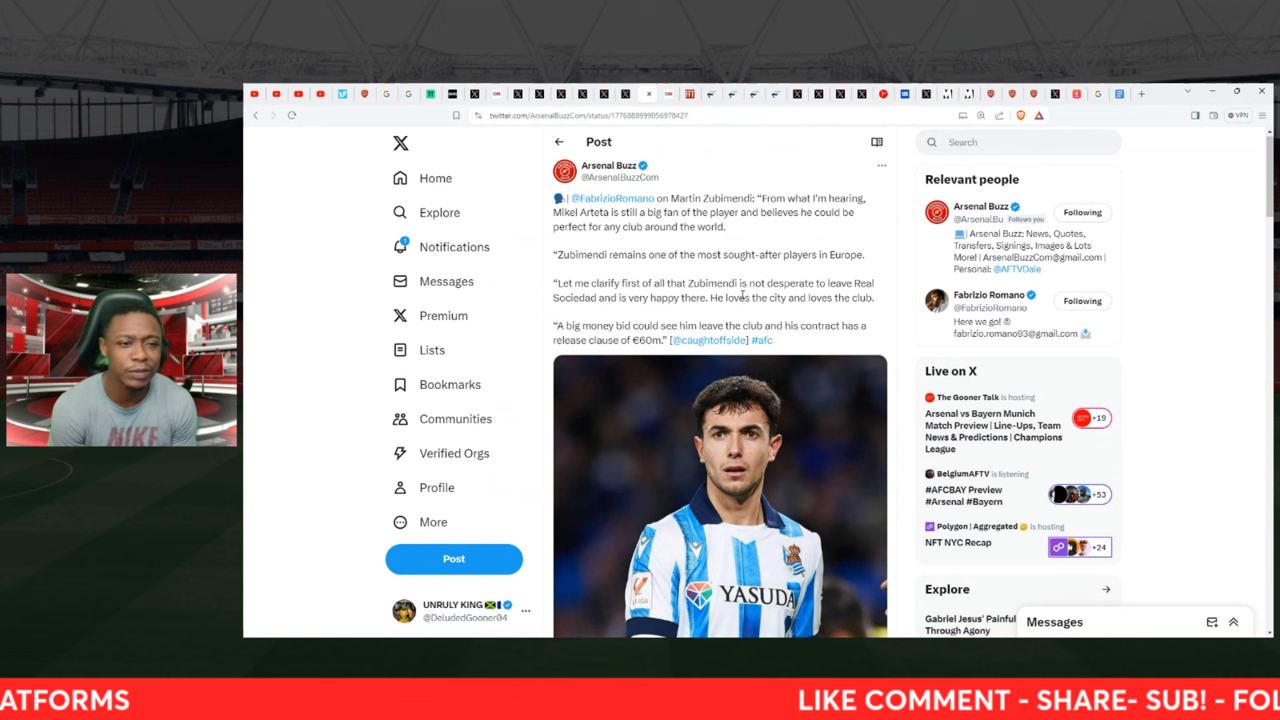 twitter.com/ArsenalBuzzCom/status/1776888999056978427
VPN
Home
Explore
Notifications
Messages
Premium
Lists
Bookmarks
Communities
Verified Orgs
Profile
More
Post
UNRULY KING
@DeludedGooner04
Post
Arsenal Buzz
@ArsenalBuzzCom
| @FabrizioRomano on Martin Zubimendi: “From what I'm hearing,
Mikel Arteta is still a big fan of the player and believes he could be
perfect for any club around the world.
“Zubimendi remains one of the most sought-after players in Europe.
“Let me clarify first of all that Zubimendi is not desperate to leave Real
Sociedad and is very happy there. He loves the city and loves the club.
“A big money bid could see him leave the club and his contract has a
release clause of €60m.” [@caughtoffside] #afc
YASUDA
Search
Relevant people
Arsenal Buzz
@ArsenalBu Follows you
Following
| Arsenal Buzz: News, Quotes,
Transfers, Signings, Images & Lots
More! | ArsenalBuzzCom@gmail.com |
Personal: @AFTVDale
Fabrizio Romano
@FabrizioRomano
Following
Here we go! ©
fabrizio.romano93@gmail.com
Live on X
The Gooner Talk is hosting
Arsenal vs Bayern Munich
Match Preview | Line-Ups, Team
News & Predictions | Champions
League
+19
BelgiumAFTV is listening
#AFCBAY Preview
#Arsenal #Bayern
+53
Polygon | Aggregated is hosting
NFT NYC Recap
+24
Explore
Gabriel Jesus' Painful
Through Agony
Messages
NIKE
ATFORMS
LIKE COMMENT - SHARE- SUB! - FOL